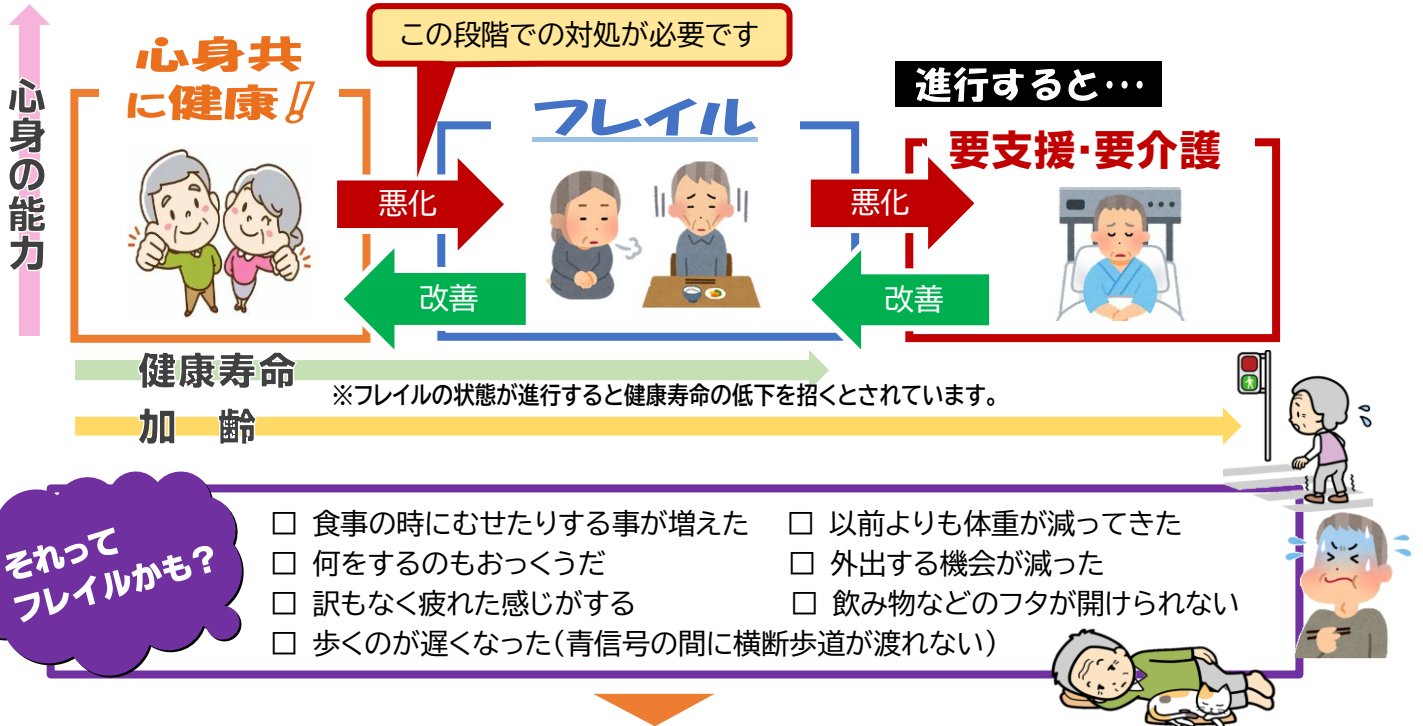 心身の能力
心身共
に健康!!
この段階での対処が必要です
フレイル
進行すると…
要支援・要介護
悪化
悪化
改善
改善
健康寿命
※フレイルの状態が進行すると健康寿命の低下を招くとされています。
加 齢
それって
フレイルかも?
□ 食事の時にむせたりする事が増えた
□ 以前よりも体重が減ってきた
□ 何をするのもおっくうだ
□ 外出する機会が減った
□ 訳もなく疲れた感じがする
□ 飲み物などのフタが開けられない
□ 歩くのが遅くなった(青信号の間に横断歩道が渡れない)